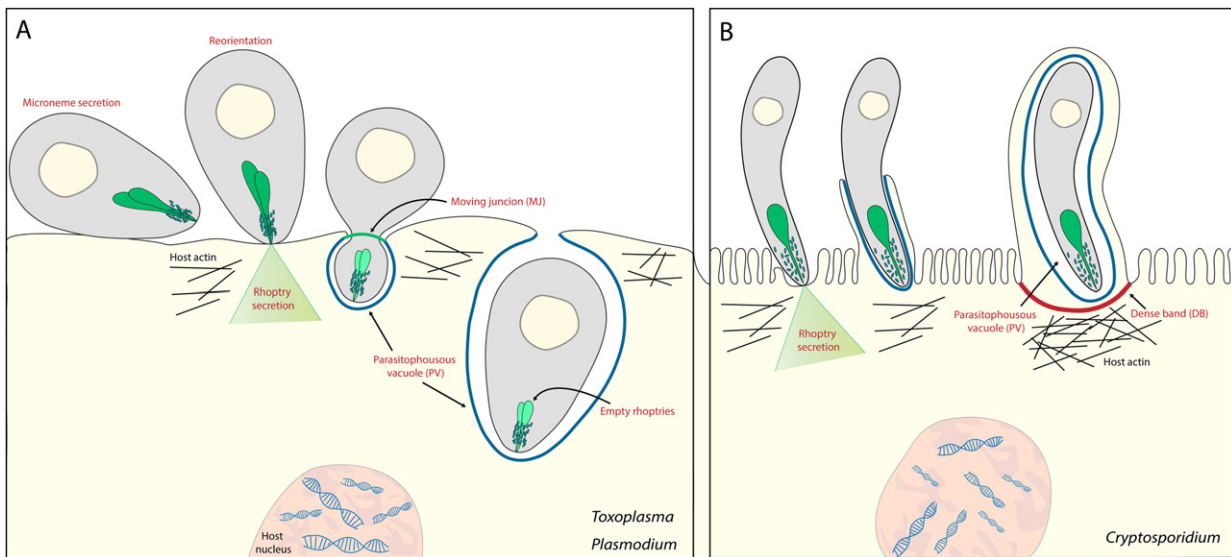 A
Reorientation
Microneme secretion
Moving juncion (MJ)
Host actin
Rhoptry
secretion
Parasitophousous
vacuole (PV)
Empty rhoptries
Host
nucleus
Toxoplasma
Plasmodium
B
Rhoptry
secretion
Parasitophousous
vacuole (PV)
Dense band (DB)
Host actin
Cryptosporidium